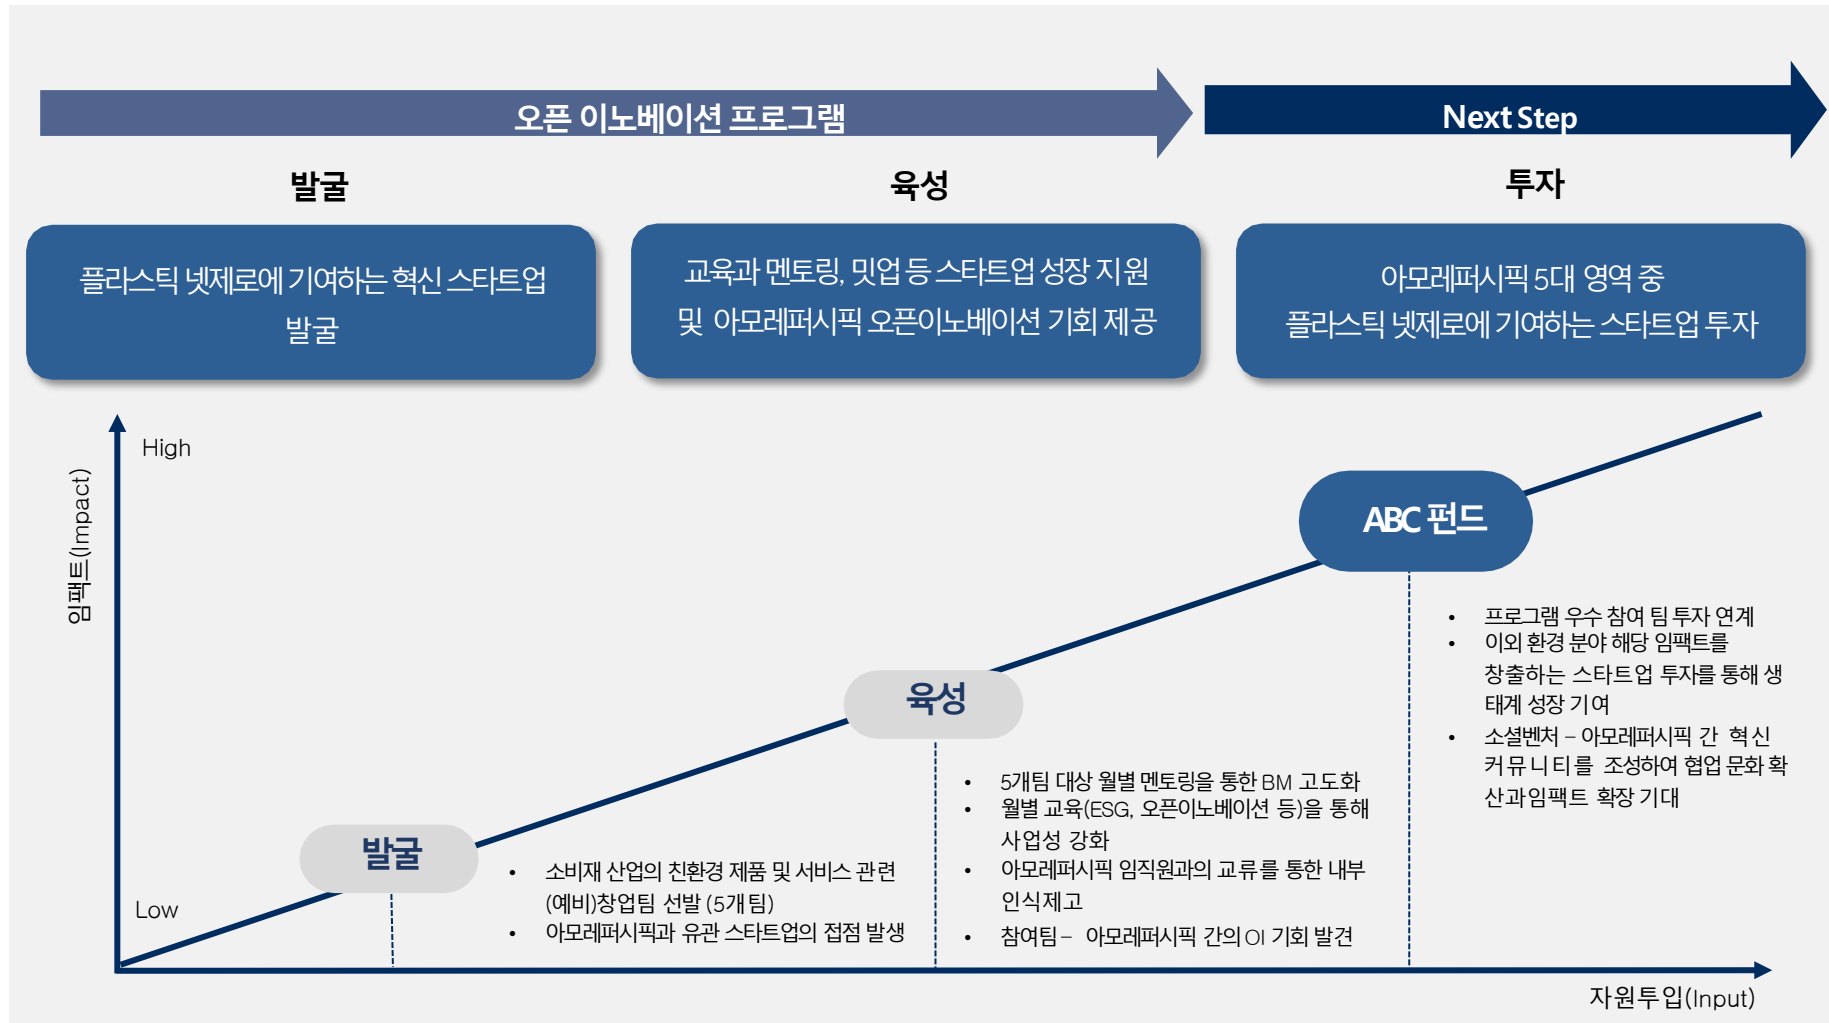 오픈 이노베이션 프로그램
Next Step
발굴
육성
투자
플라스틱 넷제로에 기여하는 혁신 스타트업
발굴
교육과 멘토링, 밋업 등 스타트업 성장 지원
및 아모레퍼시픽 오픈이노베이션 기회 제공
아모레퍼시픽 5대 영역 중
플라스틱 넷제로에 기여하는 스타트업 투자
High
임팩트(Impact)
Low
발굴
• 소비재 산업의 친환경 제품 및 서비스 관련
(예비)창업팀 선발 (5개팀)
• 아모레퍼시픽과 유관 스타트업의 접점 발생
육성
• 5개팀 대상 월별 멘토링을 통한 BM 고도화
• 월별 교육(ESG, 오픈이노베이션 등)을 통해
사업성 강화
• 아모레퍼시픽 임직원과의 교류를 통한 내부
인식제고
• 참여팀 – 아모레퍼시픽 간의 OI 기회 발견
ABC 펀드
• 프로그램 우수 참여 팀 투자 연계
• 이외 환경 분야 해당 임팩트를
창출하는 스타트업 투자를 통해 생
태계 성장 기여
• 소셜벤처 – 아모레퍼시픽 간 혁신
커뮤니티를 조성하여 협업 문화 확
산과임팩트 확장 기대
자원투입(Input)